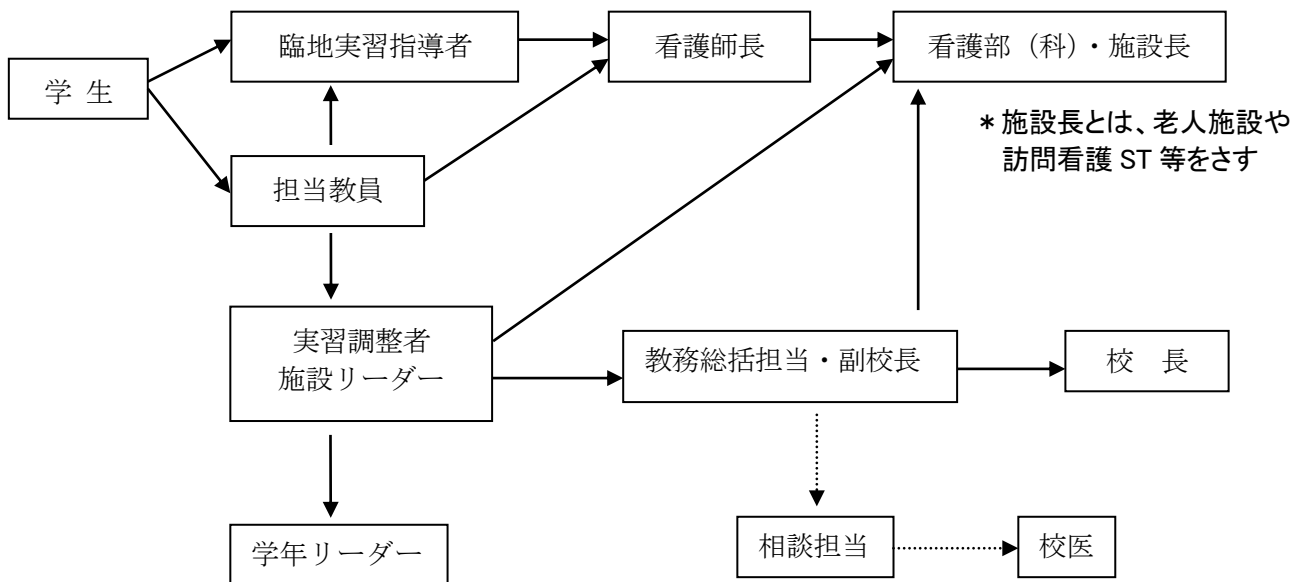 臨地実習指導者
看護師長
看護部（科）・施設長
学 生
＊施設長とは、老人施設や
訪問看護 ST 等をさす
担当教員
実習調整者
施設リーダー
教務総括担当・副校長
校　長
学年リーダー
相談担当
校医